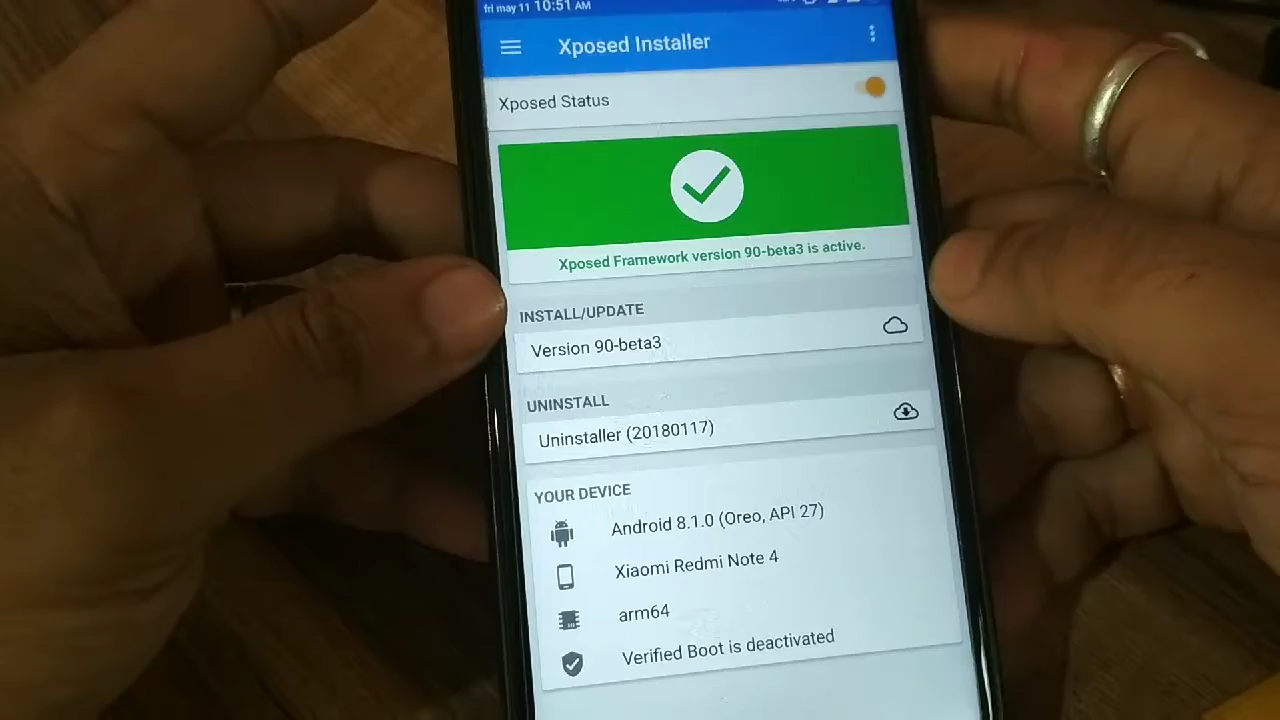 fri may 11 10:51 AM
Xposed Installer
Xposed Status
Xposed Framework version 90-beta3 is active.
INSTALL/UPDATE
Version 90-beta3
UNINSTALL
Uninstaller (20180117)
YOUR DEVICE
Android 8.1.0 (Oreo, API 27)
Xiaomi Redmi Note 4
arm64
Verified Boot is deactivated